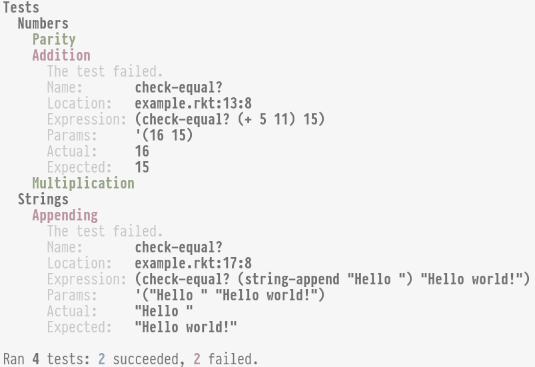 Tests
Numbers
Parity
Addition
The test failed.
Name: check-equal?
Location: example.rkt:13:8
Expression: (check-equal? (+ 5 11) 15)
Params: '(16 15)
Actual: 16
Expected: 15
Multiplication
Strings
Appending
The test failed.
Name: check-equal?
Location: example.rkt:17:8
Expression: (check-equal? (string-append "Hello ") "Hello world!")
Params: '("Hello " "Hello world!")
Actual: "Hello "
Expected: "Hello world!"
Ran 4 tests: 2 succeeded, 2 failed.